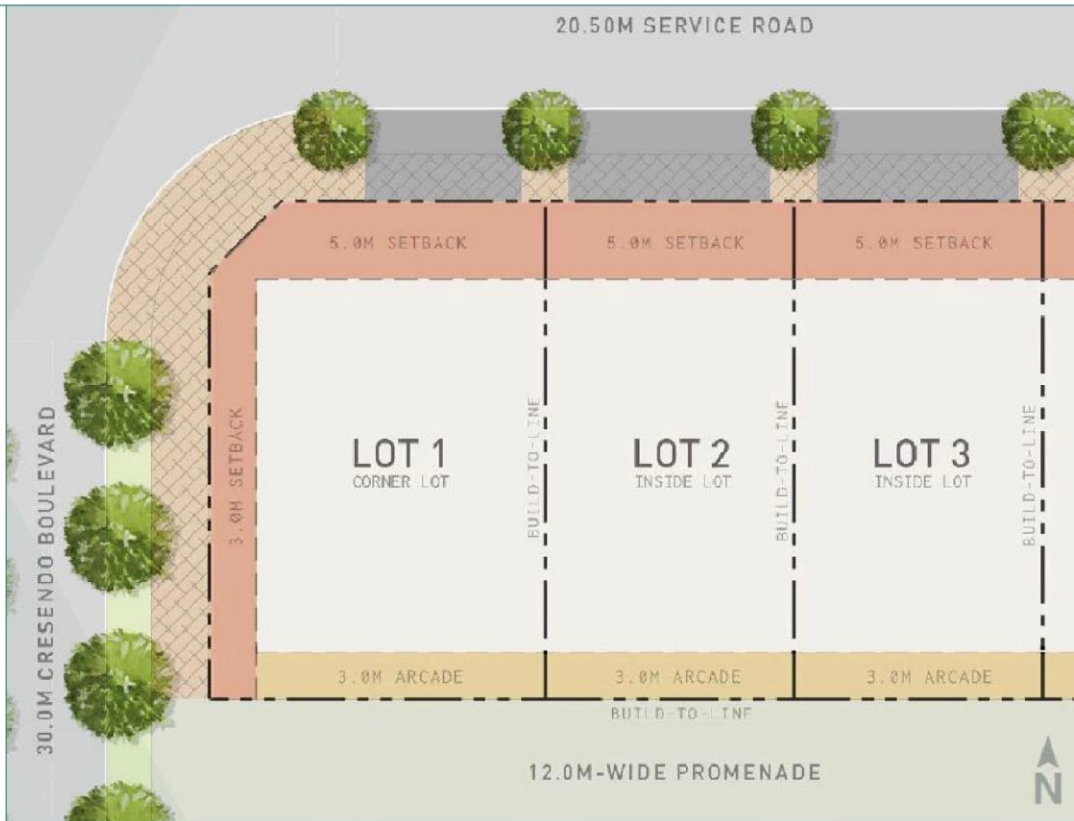 20.50M SERVICE ROAD
5.0M SETBACK
5.0M SETBACK
5.0M SETBACK
30.0M CRESENDO BOULEVARD
3.0M SETBACK
LOT 1
CORNER LOT
BUILD-TO-LINE
LOT 2
INSIDE LOT
BUILD-TO-LINE
LOT 3
INSIDE LOT
BUILD-TO-LINE
3.0M ARCADE
3.0M ARCADE
3.0M ARCADE
BUILD-TO-LINE
12.0M-WIDE PROMENADE
N